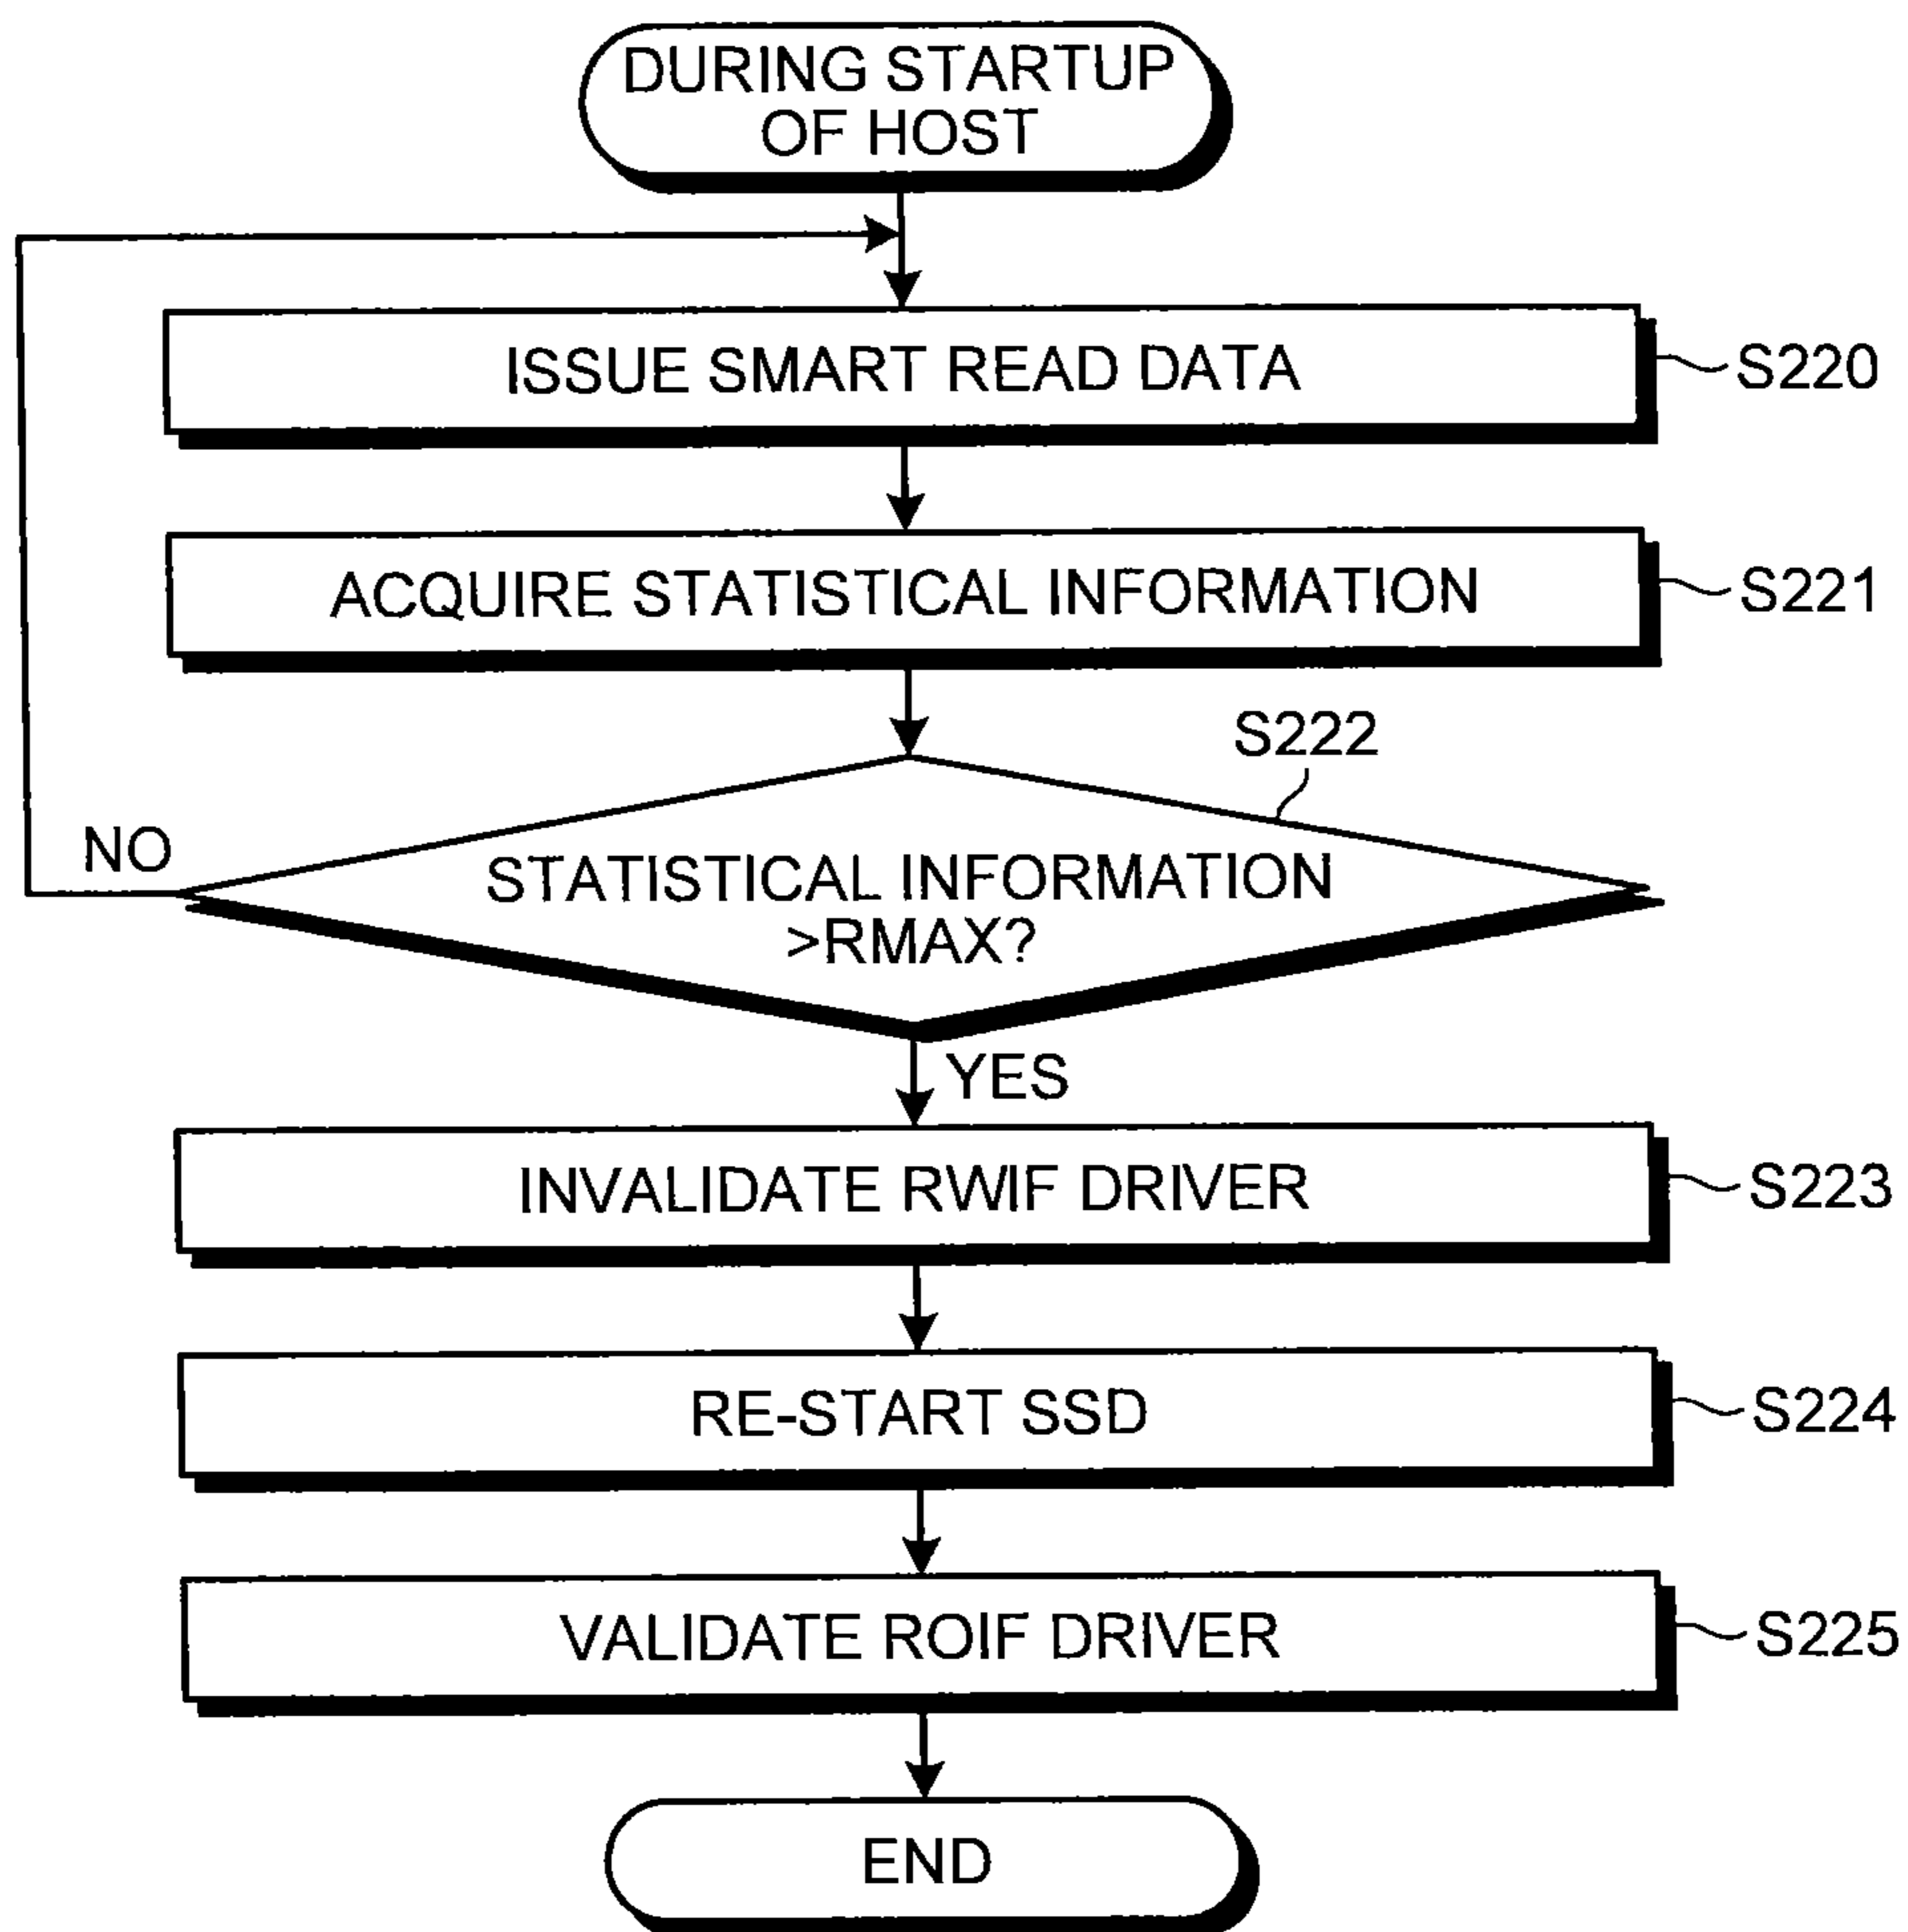 DURING STARTUP
OF HOST
ISSUE SMART READ DATA
S220
ACQUIRE STATISTICAL INFORMATION
S221
S222
NO
STATISTICAL INFORMATION
>RMAX?
YES
INVALIDATE RWIF DRIVER
S223
RE-START SSD
S224
VALIDATE ROIF DRIVER
S225
END